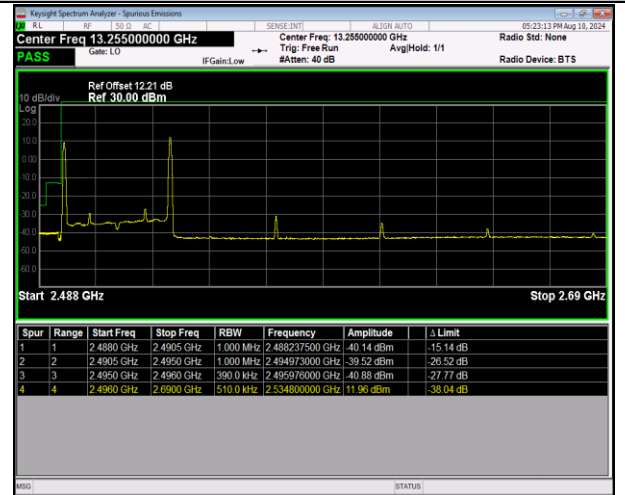 Keysight Spectrum Analyzer - Spurious Emissions
RL RF 50 Ω AC SENSE:INT ALIGN AUTO 05:23:13 PM Aug 10, 2024
Center Freq 13.255000000 GHz Center Freq: 13.255000000 GHz Radio Std: None
PASS Gate: LO Trig: Free Run Avg|Hold: 1/1
IFGain:Low #Atten: 40 dB Radio Device: BTS
Ref Offset 12.21 dB
10 dB/div Ref 30.00 dBm
Log
20.0
10.0
0.00
-10.0
-20.0
-30.0
-40.0
-50.0
-60.0
Start 2.488 GHz Stop 2.69 GHz
Spur Range Start Freq Stop Freq RBW Frequency Amplitude Δ Limit
1 1 2.4880 GHz 2.4905 GHz 1.000 MHz 2.488237500 GHz -40.14 dBm -15.14 dB
2 2 2.4905 GHz 2.4950 GHz 1.000 MHz 2.494973000 GHz -39.52 dBm -26.52 dB
3 3 2.4950 GHz 2.4960 GHz 390.0 kHz 2.495976000 GHz -40.88 dBm -27.77 dB
4 4 2.4960 GHz 2.6900 GHz 510.0 kHz 2.534800000 GHz 11.96 dBm -38.04 dB
MSG STATUS